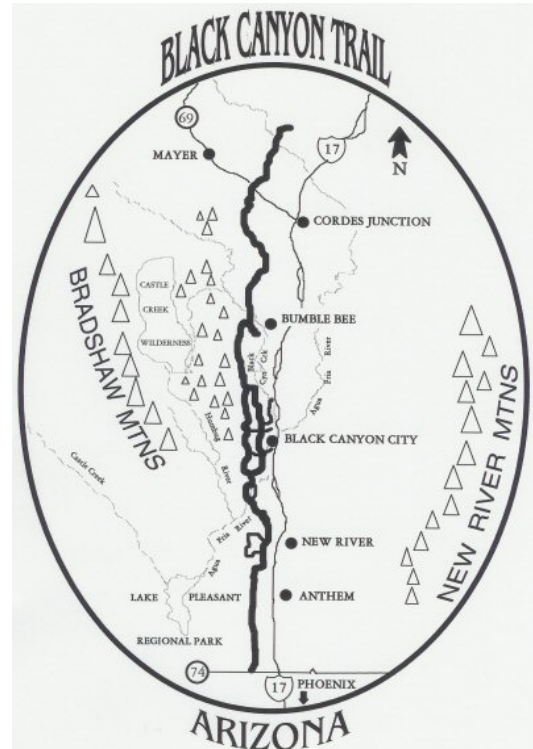 BLACK CANYON TRAIL
69
17
MAYER
N
CORDES JUNCTION
CASTLE
CREEK
WILDERNESS
BRADSHAW MTNS
BUMBLE BEE
Black
Cyn Crk
Agua Fria River
NEW RIVER MTNS
Humbug River
BLACK CANYON CITY
Castle Creek
Agua Fria River
NEW RIVER
LAKE PLEASANT
REGIONAL PARK
ANTHEM
74
17
PHOENIX
ARIZONA